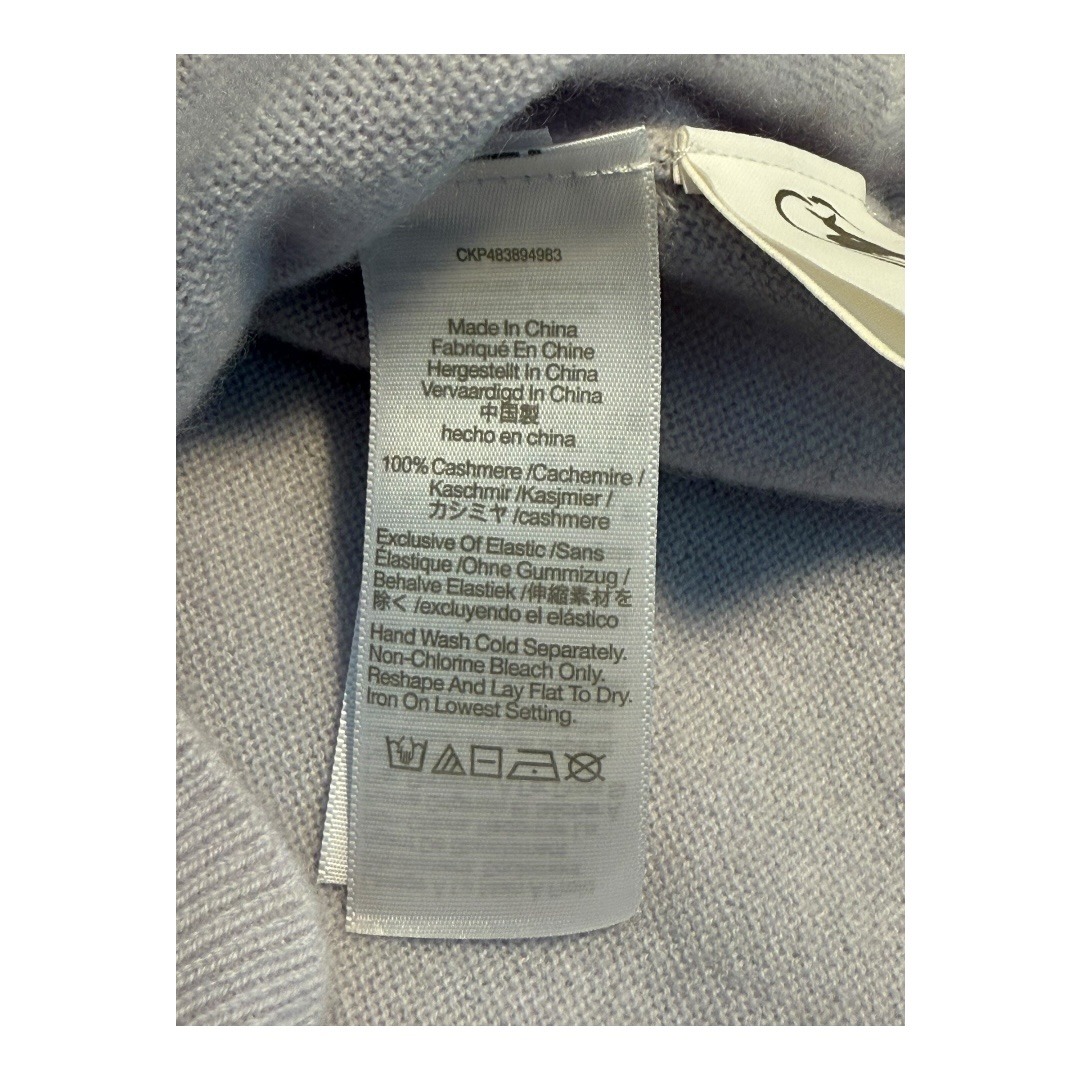 CKP483894983
Made In China
Fabriqué En Chine
Hergestellt In China
Vervaardigd In China
中国製
hecho en china
100% Cashmere /Cachemire /
Kaschmir /Kasjmier /
カシミヤ /cashmere
Exclusive Of Elastic /Sans
Élastique /Ohne Gummizug /
Behalve Elastiek /伸縮素材を
除く /excluyendo el elástico
Hand Wash Cold Separately.
Non-Chlorine Bleach Only.
Reshape And Lay Flat To Dry.
Iron On Lowest Setting.